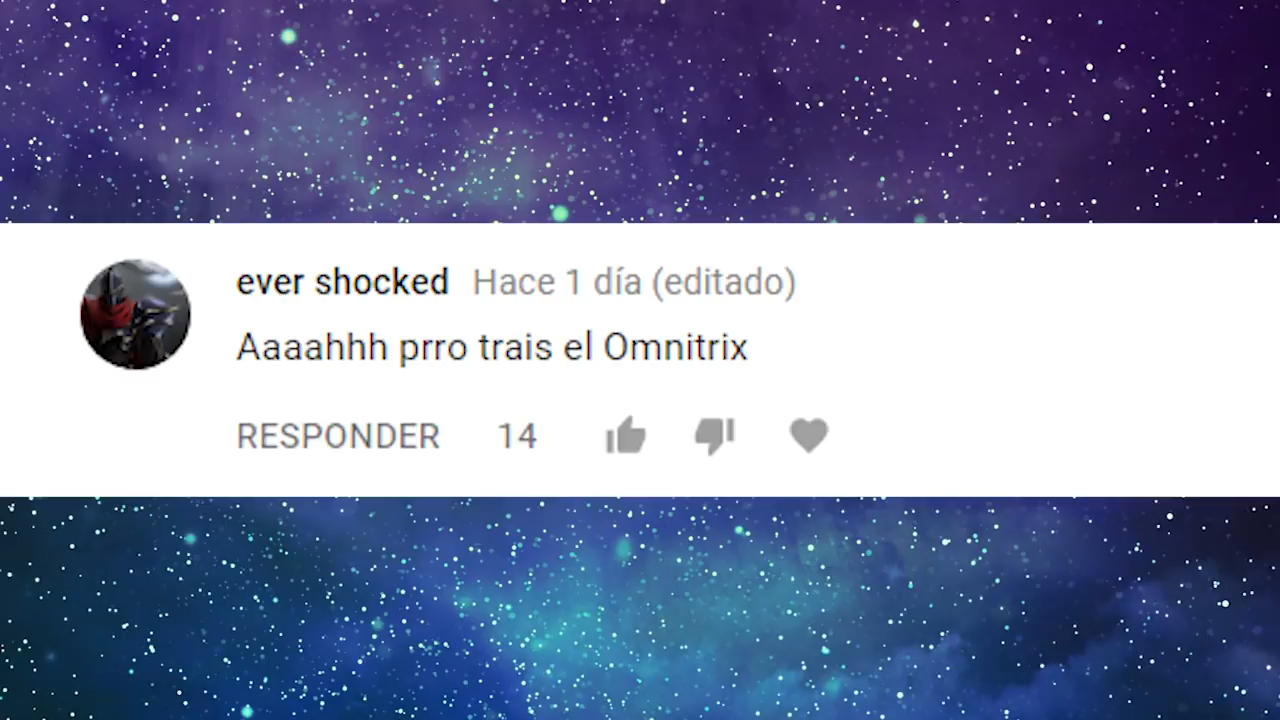 ever shocked Hace 1 día (editado)
Aaaahhh prro trais el Omnitrix
RESPONDER 14